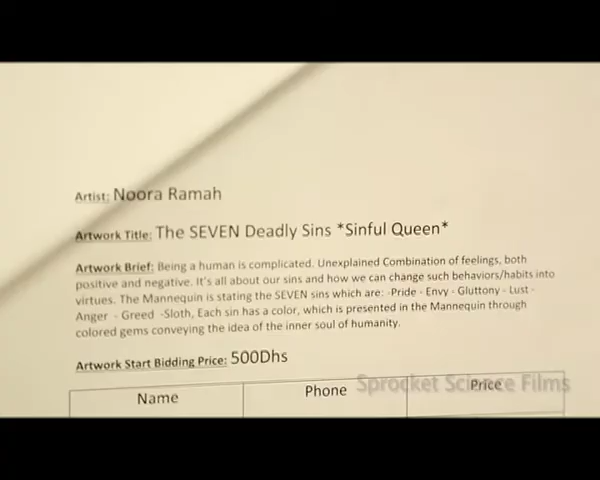 Artist: Noora Ramah
Artwork Title: The SEVEN Deadly Sins *Sinful Queen*
Artwork Brief: Being a human is complicated. Unexplained Combination of feelings, both
positive and negative. It's all about our sins and how we can change such behaviors/habits into
virtues. The Mannequin is stating the SEVEN sins which are: -Pride - Envy - Gluttony - Lust -
Anger - Greed -Sloth, Each sin has a color, which is presented in the Mannequin through
colored gems conveying the idea of the inner soul of humanity.
Artwork Start Bidding Price: 500Dhs
Name Phone Price
Sprocket Science Films